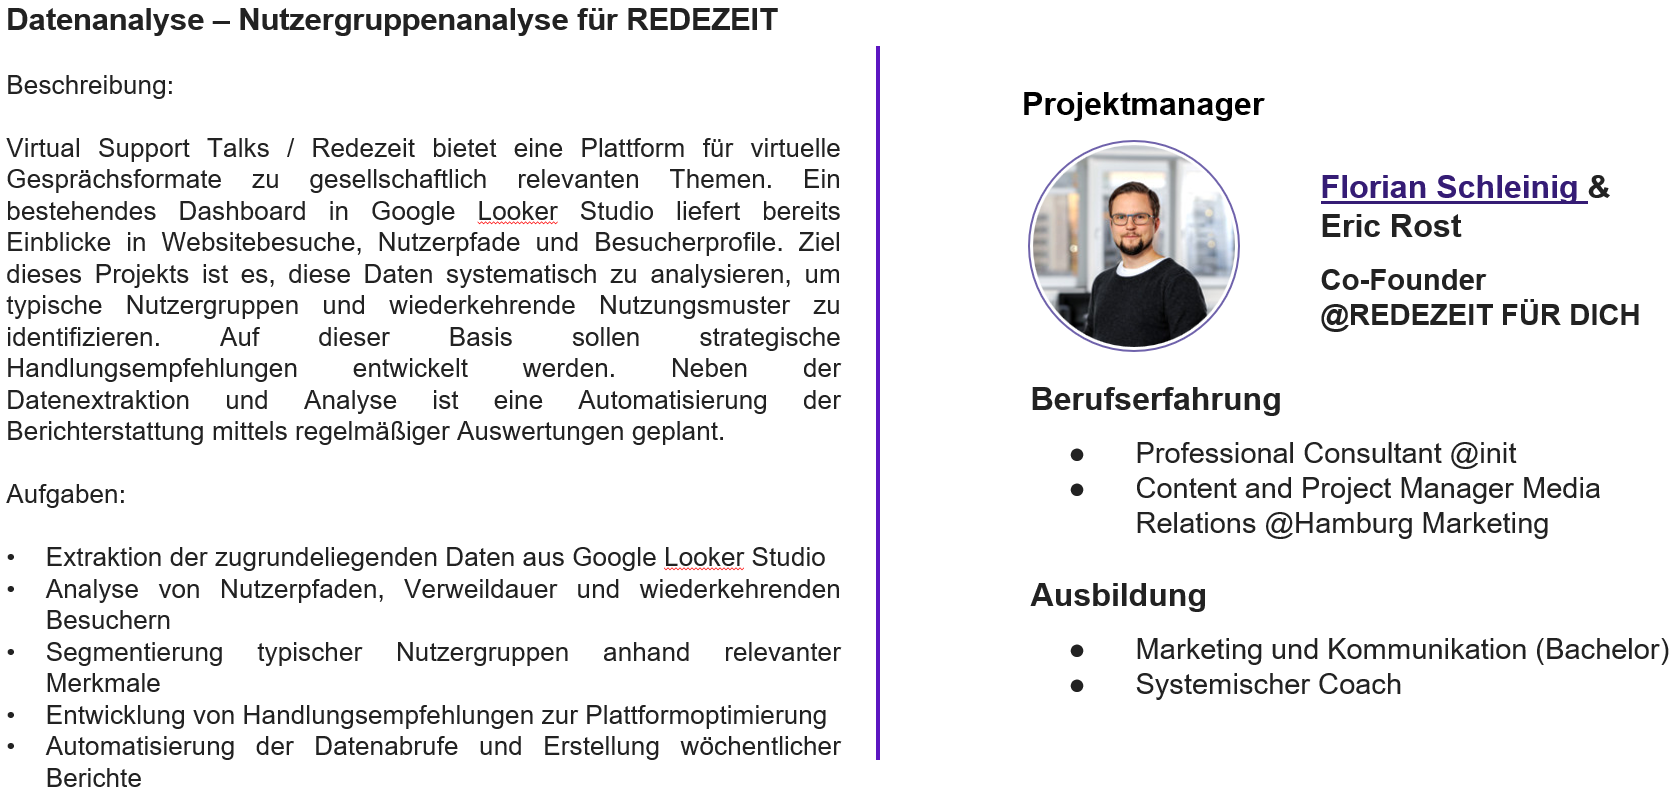 Datenanalyse – Nutzergruppenanalyse für REDEZEIT
Beschreibung:
Virtual Support Talks / Redezeit bietet eine Plattform für virtuelle
Gesprächsformate zu gesellschaftlich relevanten Themen. Ein
bestehendes Dashboard in Google Looker Studio liefert bereits
Einblicke in Websitebesuche, Nutzerpfade und Besucherprofile. Ziel
dieses Projekts ist es, diese Daten systematisch zu analysieren, um
typische Nutzergruppen und wiederkehrende Nutzungsmuster zu
identifizieren. Auf dieser Basis sollen strategische
Handlungsempfehlungen entwickelt werden. Neben der
Datenextraktion und Analyse ist eine Automatisierung der
Berichterstattung mittels regelmäßiger Auswertungen geplant.
Aufgaben:
• Extraktion der zugrundeliegenden Daten aus Google Looker Studio
• Analyse von Nutzerpfaden, Verweildauer und wiederkehrenden
Besuchern
• Segmentierung typischer Nutzergruppen anhand relevanter
Merkmale
• Entwicklung von Handlungsempfehlungen zur Plattformoptimierung
• Automatisierung der Datenabrufe und Erstellung wöchentlicher
Berichte
Projektmanager
Florian Schleinig &
Eric Rost
Co-Founder
@REDEZEIT FÜR DICH
Berufserfahrung
● Professional Consultant @init
● Content and Project Manager Media
Relations @Hamburg Marketing
Ausbildung
● Marketing und Kommunikation (Bachelor)
● Systemischer Coach